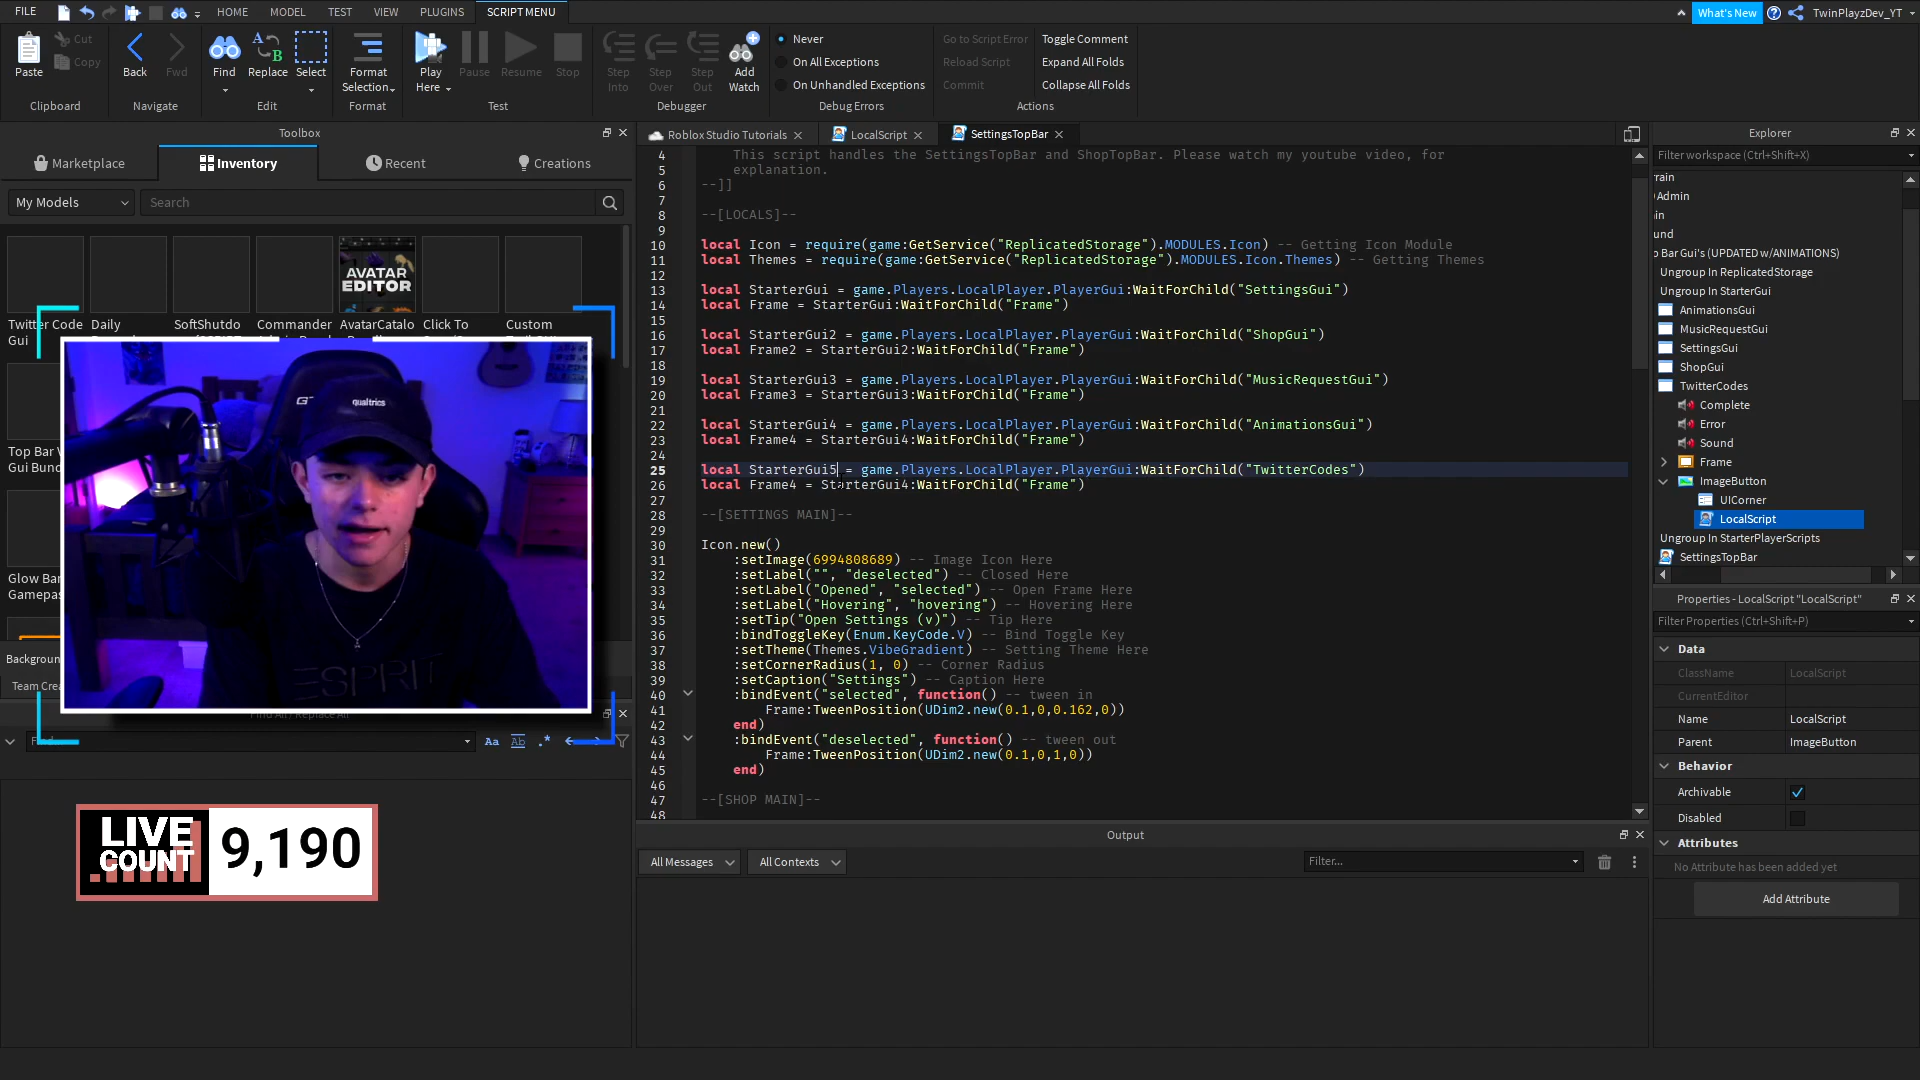 FILE
HOME
MODEL
TEST
VIEW
PLUGINS
SCRIPT MENU
What's New
TwinPlayzDev_YT
Paste
Cut
Copy
Clipboard
Back
Fwd
Navigate
Find
Replace
Select
Edit
Format
Selection
Format
Play
Here
Pause
Resume
Stop
Test
Step
Into
Step
Over
Step
Out
Add
Watch
Debugger
Never
On All Exceptions
On Unhandled Exceptions
Debug Errors
Go to Script Error
Reload Script
Commit
Toggle Comment
Expand All Folds
Collapse All Folds
Actions
Toolbox
Marketplace
Inventory
Recent
Creations
My Models
Search
AVATAR
EDITOR
Twitter Code
Gui
Daily
SoftShutdo
Commander
AvatarCatalo
Click To
Custom
Top Bar
Gui Bund
Glow Bar
Gamepas
Backgroun
Team Crea
qualtrics
ESPRIT
Find All / Replace All
LIVE
COUNT
9,190
Roblox Studio Tutorials
LocalScript
SettingsTopBar
4 This script handles the SettingsTopBar and ShopTopBar. Please watch my youtube video, for
5 explanation.
6 --]]
7
8 --[LOCALS]--
9
10 local Icon = require(game:GetService("ReplicatedStorage").MODULES.Icon) -- Getting Icon Module
11 local Themes = require(game:GetService("ReplicatedStorage").MODULES.Icon.Themes) -- Getting Themes
12
13 local StarterGui = game.Players.LocalPlayer.PlayerGui:WaitForChild("SettingsGui")
14 local Frame = StarterGui:WaitForChild("Frame")
15
16 local StarterGui2 = game.Players.LocalPlayer.PlayerGui:WaitForChild("ShopGui")
17 local Frame2 = StarterGui2:WaitForChild("Frame")
18
19 local StarterGui3 = game.Players.LocalPlayer.PlayerGui:WaitForChild("MusicRequestGui")
20 local Frame3 = StarterGui3:WaitForChild("Frame")
21
22 local StarterGui4 = game.Players.LocalPlayer.PlayerGui:WaitForChild("AnimationsGui")
23 local Frame4 = StarterGui4:WaitForChild("Frame")
24
25 local StarterGui5 = game.Players.LocalPlayer.PlayerGui:WaitForChild("TwitterCodes")
26 local Frame4 = StarterGui4:WaitForChild("Frame")
27
28 --[SETTINGS MAIN]--
29
30 Icon.new()
31 :setImage(6994808689) -- Image Icon Here
32 :setLabel("", "deselected") -- Closed Here
33 :setLabel("Opened", "selected") -- Open Frame Here
34 :setLabel("Hovering", "hovering") -- Hovering Here
35 :setTip("Open Settings (v)") -- Tip Here
36 :bindToggleKey(Enum.KeyCode.V) -- Bind Toggle Key
37 :setTheme(Themes.VibeGradient) -- Setting Theme Here
38 :setCornerRadius(1, 0) -- Corner Radius
39 :setCaption("Settings") -- Caption Here
40 :bindEvent("selected", function() -- tween in
41 Frame:TweenPosition(UDim2.new(0.1,0,0.162,0))
42 end)
43 :bindEvent("deselected", function() -- tween out
44 Frame:TweenPosition(UDim2.new(0.1,0,1,0))
45 end)
46
47 --[SHOP MAIN]--
48
Output
All Messages
All Contexts
Filter...
Explorer
Filter workspace (Ctrl+Shift+X)
rrain
Admin
in
und
p Bar Gui's (UPDATED w/ANIMATIONS)
Ungroup In ReplicatedStorage
Ungroup In StarterGui
AnimationsGui
MusicRequestGui
SettingsGui
ShopGui
TwitterCodes
Complete
Error
Sound
Frame
ImageButton
UICorner
LocalScript
Ungroup In StarterPlayerScripts
SettingsTopBar
Properties - LocalScript "LocalScript"
Filter Properties (Ctrl+Shift+P)
Data
ClassName LocalScript
CurrentEditor
Name LocalScript
Parent ImageButton
Behavior
Archivable
Disabled
Attributes
No Attribute has been added yet
Add Attribute